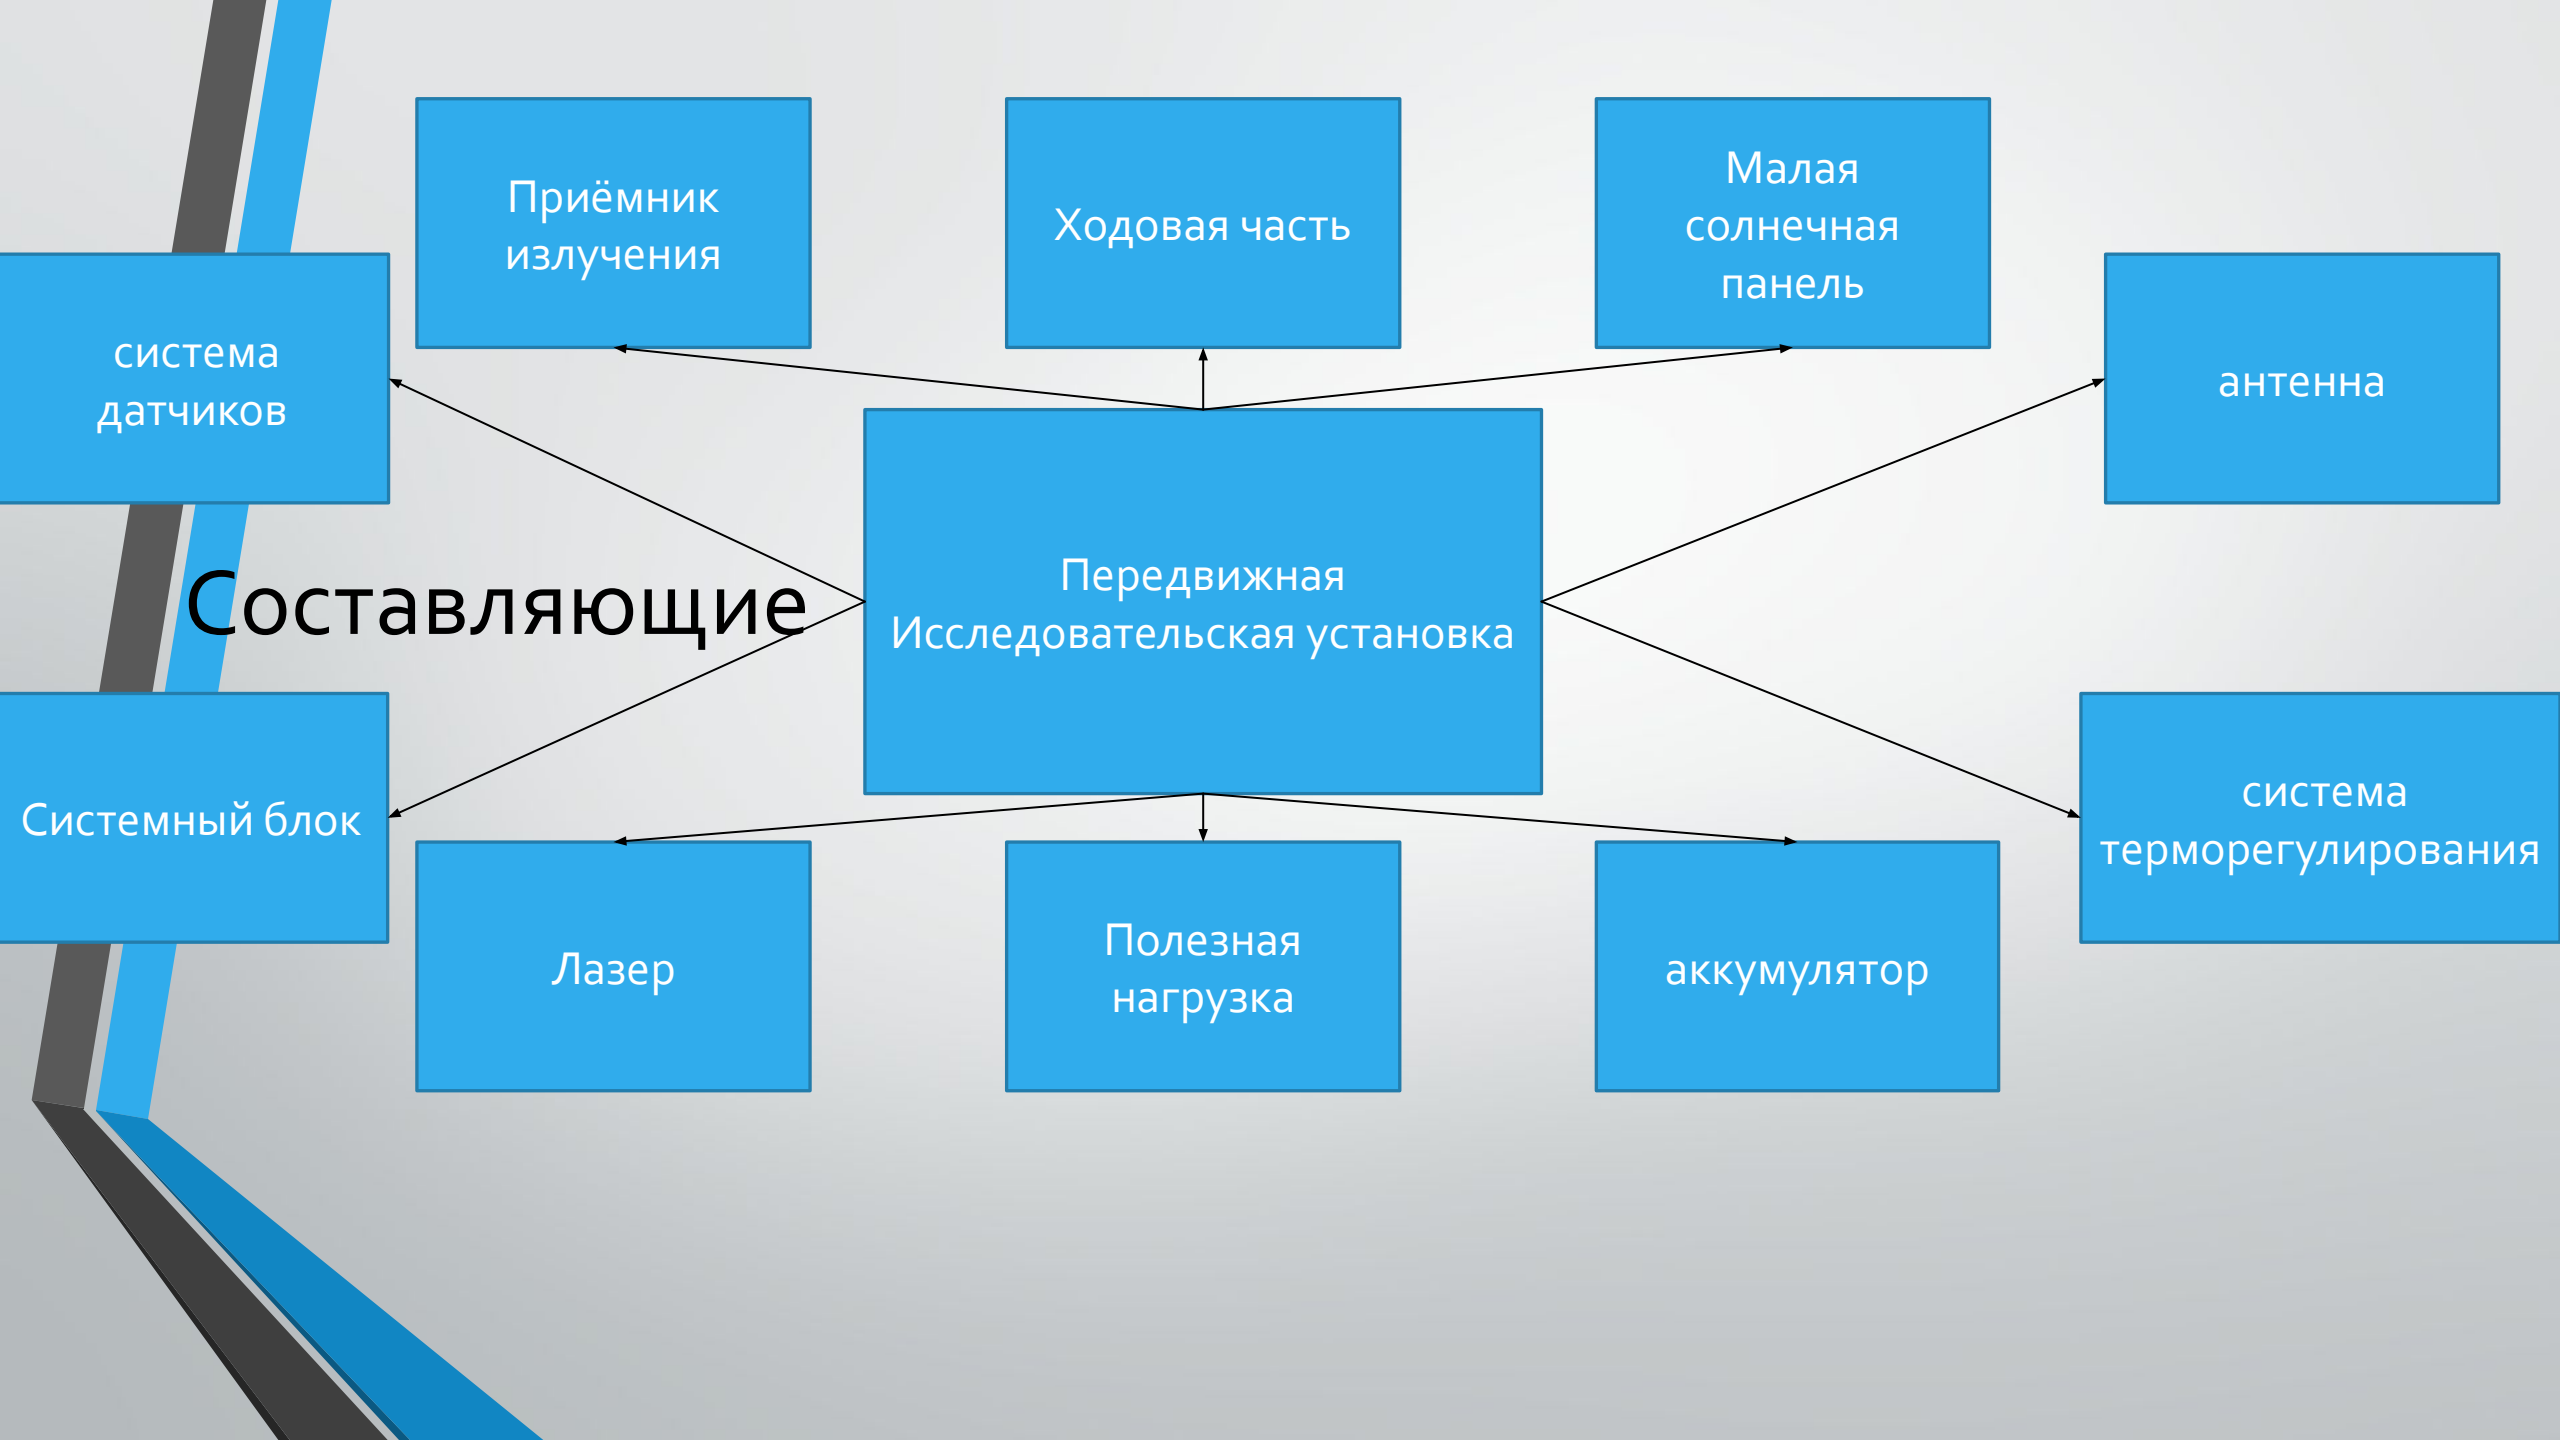 Приёмник
излучения
Ходовая часть
Малая
солнечная
панель
система
датчиков
антенна
Составляющие
Передвижная
Исследовательская установка
Системный блок
система
терморегулирования
Лазер
Полезная
нагрузка
аккумулятор